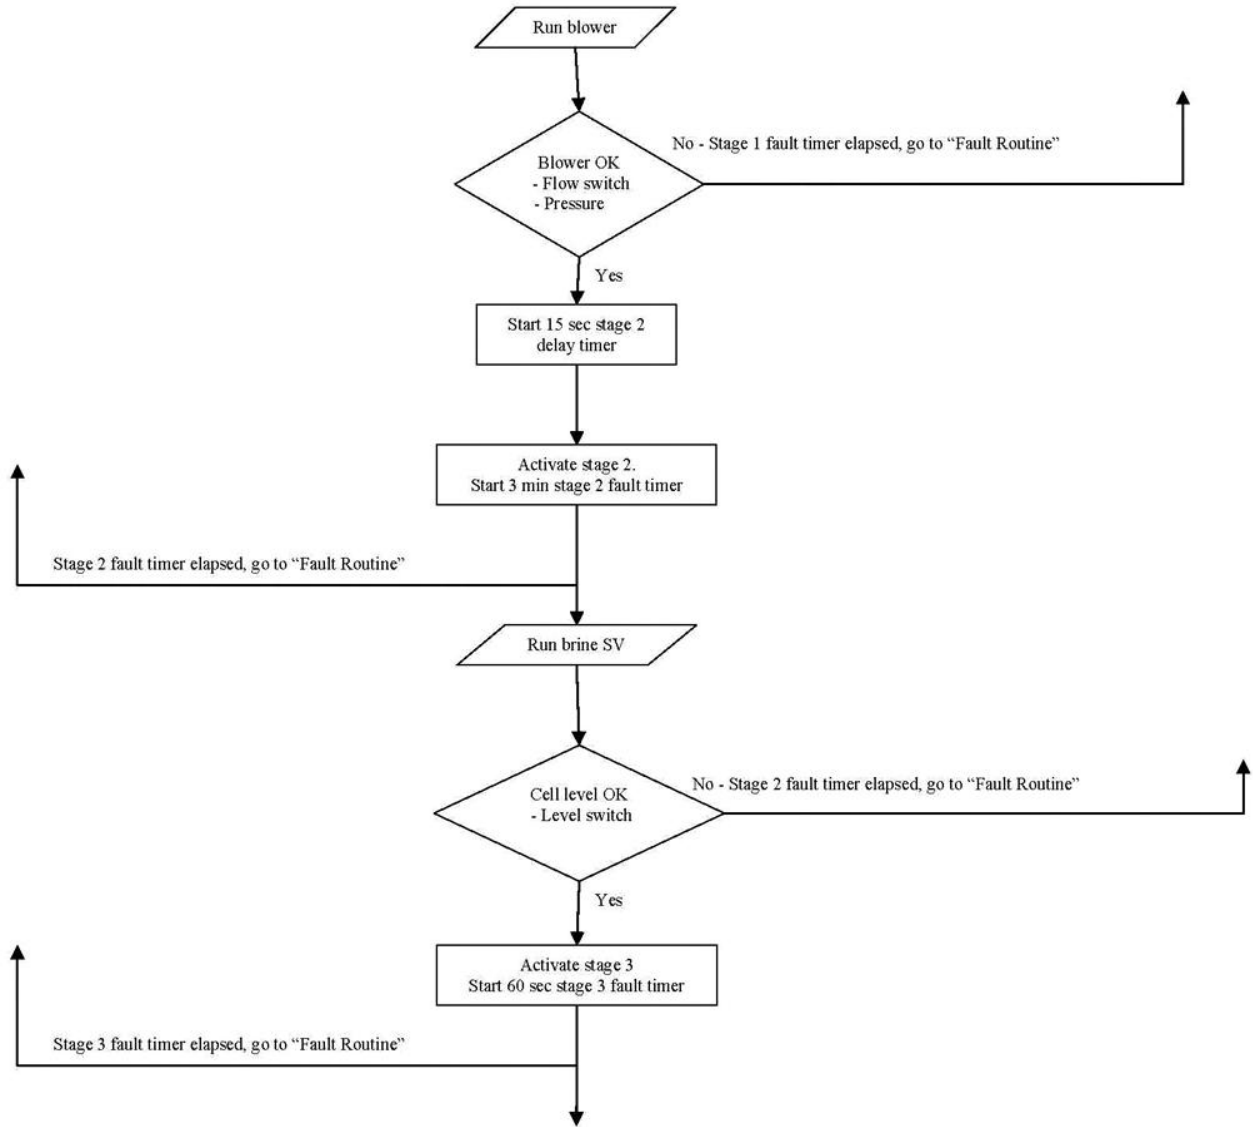 Run blower
No - Stage 1 fault timer elapsed, go to “Fault Routine”
Blower OK
- Flow switch
- Pressure
Yes
Start 15 sec stage 2
delay timer
Activate stage 2.
Start 3 min stage 2 fault timer
Stage 2 fault timer elapsed, go to “Fault Routine”
Run brine SV
No - Stage 2 fault timer elapsed, go to “Fault Routine”
Cell level OK
- Level switch
Yes
Activate stage 3
Start 60 sec stage 3 fault timer
Stage 3 fault timer elapsed, go to “Fault Routine”